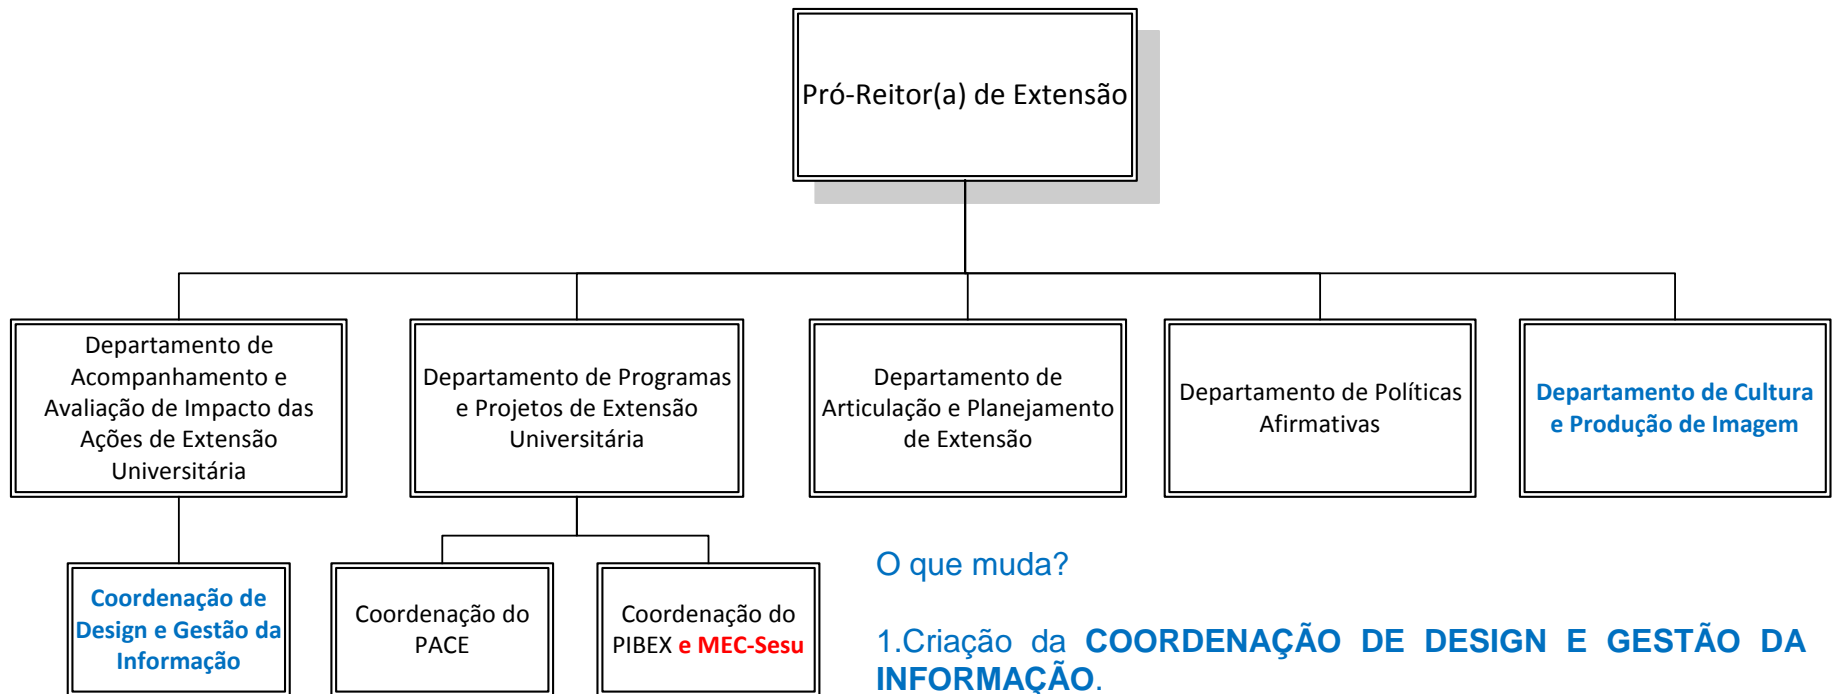 Pró-Reitor(a) de Extensão
Departamento de
Acompanhamento e
Avaliação de Impacto das
Ações de Extensão
Universitária
Departamento de Programas
e Projetos de Extensão
Universitária
Departamento de
Articulação e Planejamento
de Extensão
Departamento de Políticas
Afirmativas
Departamento de Cultura
e Produção de Imagem
Coordenação de
Design e Gestão da
Informação
Coordenação do
PACE
Coordenação do
PIBEX e MEC-Sesu
O que muda?
1.Criação da COORDENAÇÃO DE DESIGN E GESTÃO DA
INFORMAÇÃO.